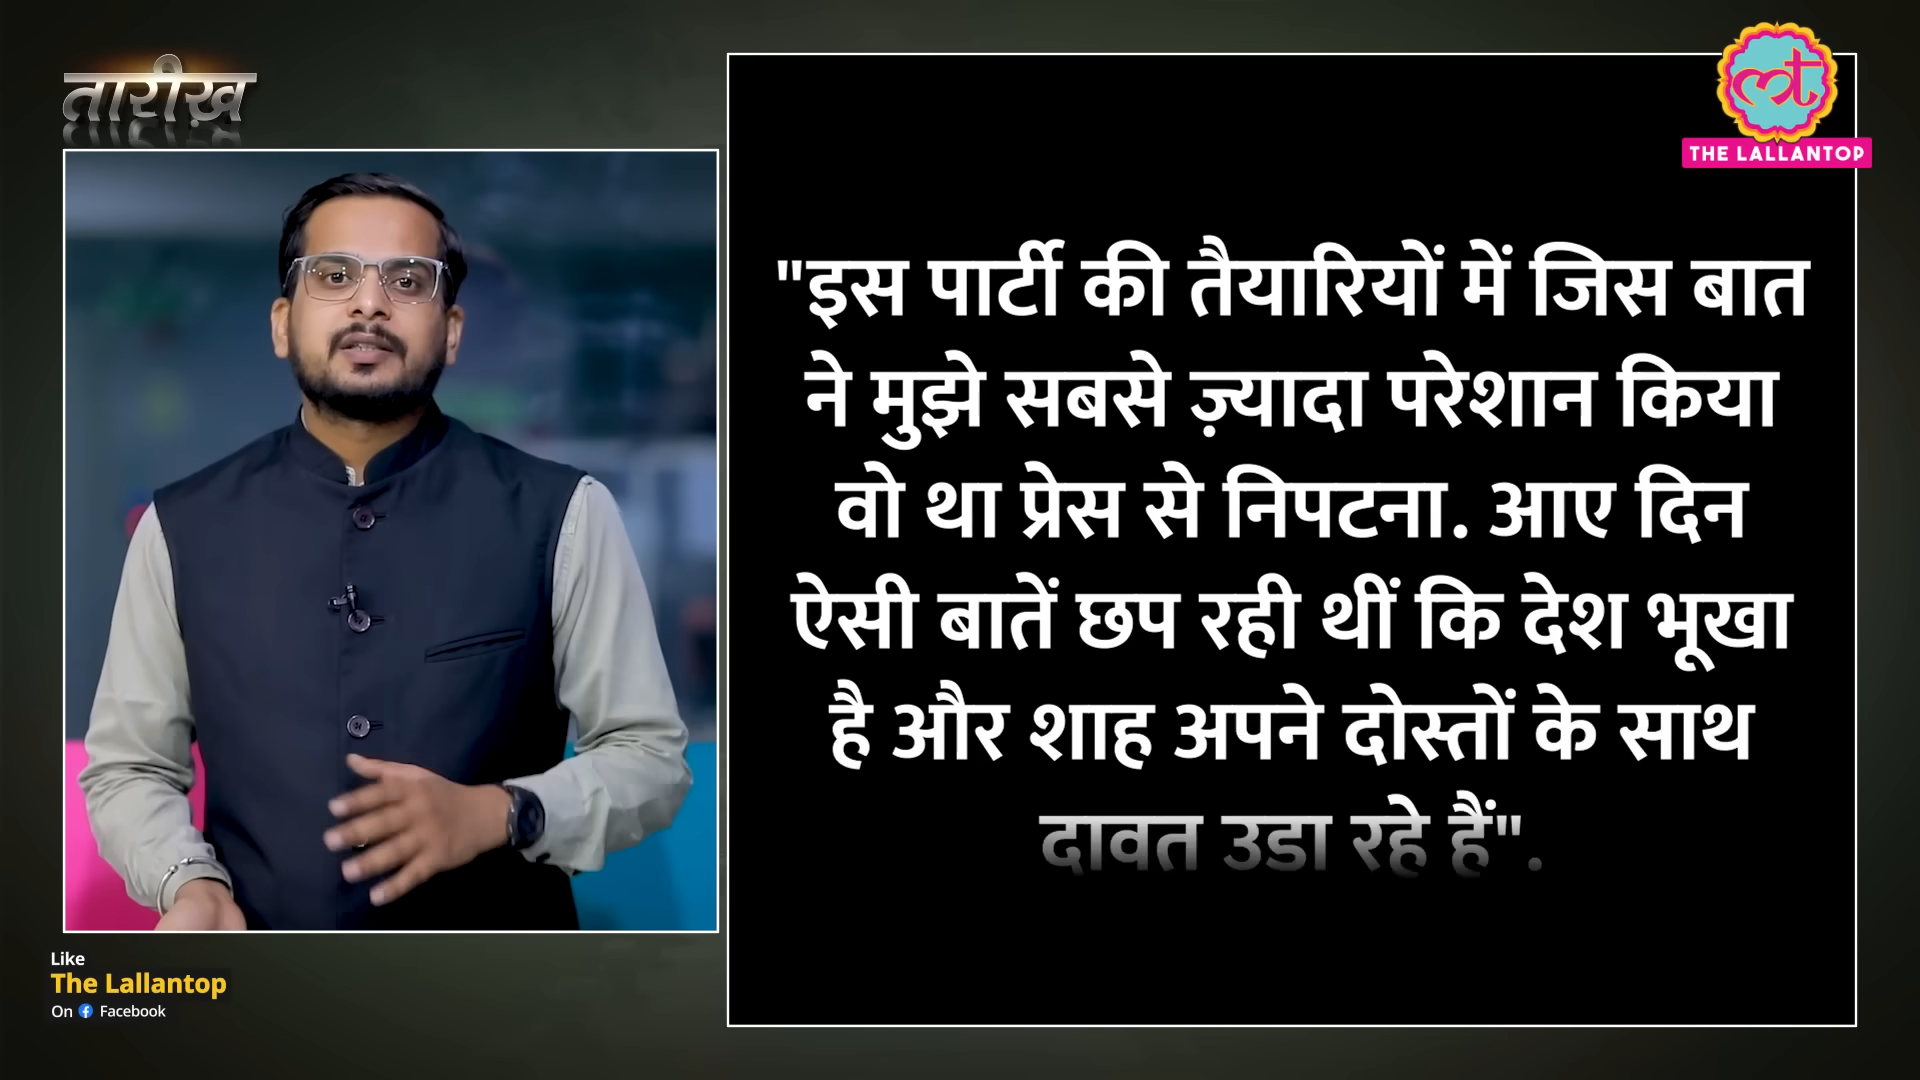 तारीख़
THE LALLANTOP
"इस पार्टी की तैयारियों में जिस बात
ने मुझे सबसे ज़्यादा परेशान किया
वो था प्रेस से निपटना. आए दिन
ऐसी बातें छप रही थीं कि देश भूखा
है और शाह अपने दोस्तों के साथ
दावत उडा रहे हैं".
Like
The Lallantop
On Facebook